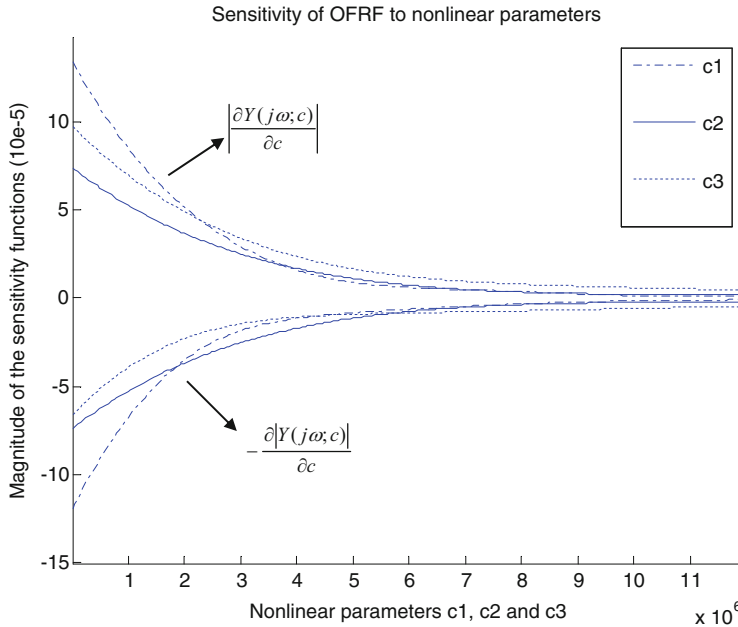 Sensitivity of OFRF to nonlinear parameters
Magnitude of the sensitivity functions (10e-5)
10
5
0
-5
-10
-15
|∂Y(jω;c)/∂c|
-∂|Y(jω;c)|/∂c
c1
c2
c3
1 2 3 4 5 6 7 8 9 10 11
x 10⁶
Nonlinear parameters c1, c2 and c3